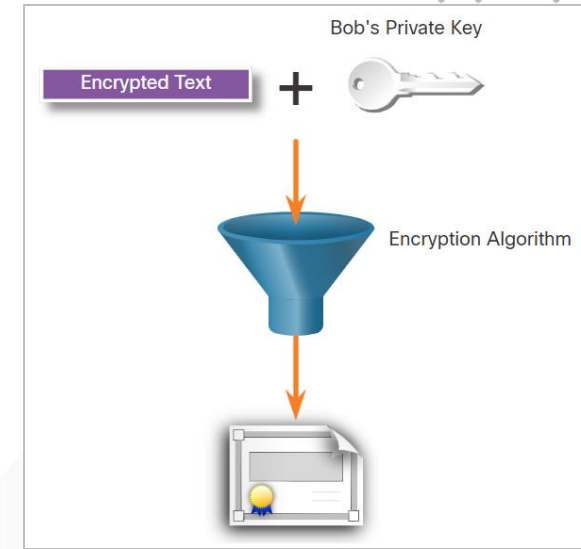 Bob's Private Key
Encrypted Text
+
Encryption Algorithm